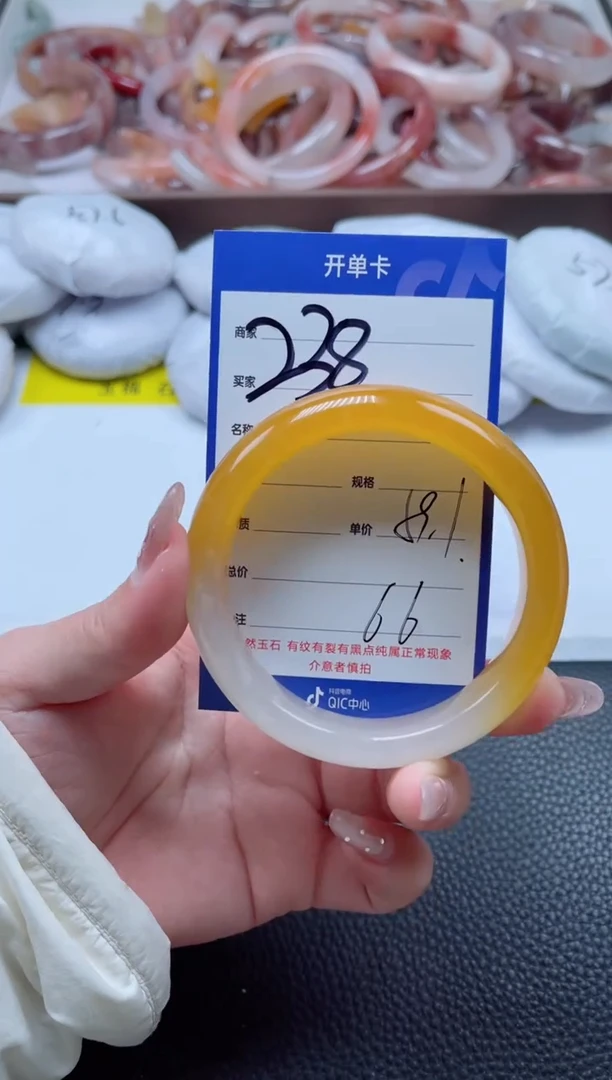 开单卡
商家
238
买家
名称
规格
质
单价 8.1
总价
注 66
然玉石 有纹有裂有黑点纯属正常现象
介意者慎拍
抖音电商
QIC中心